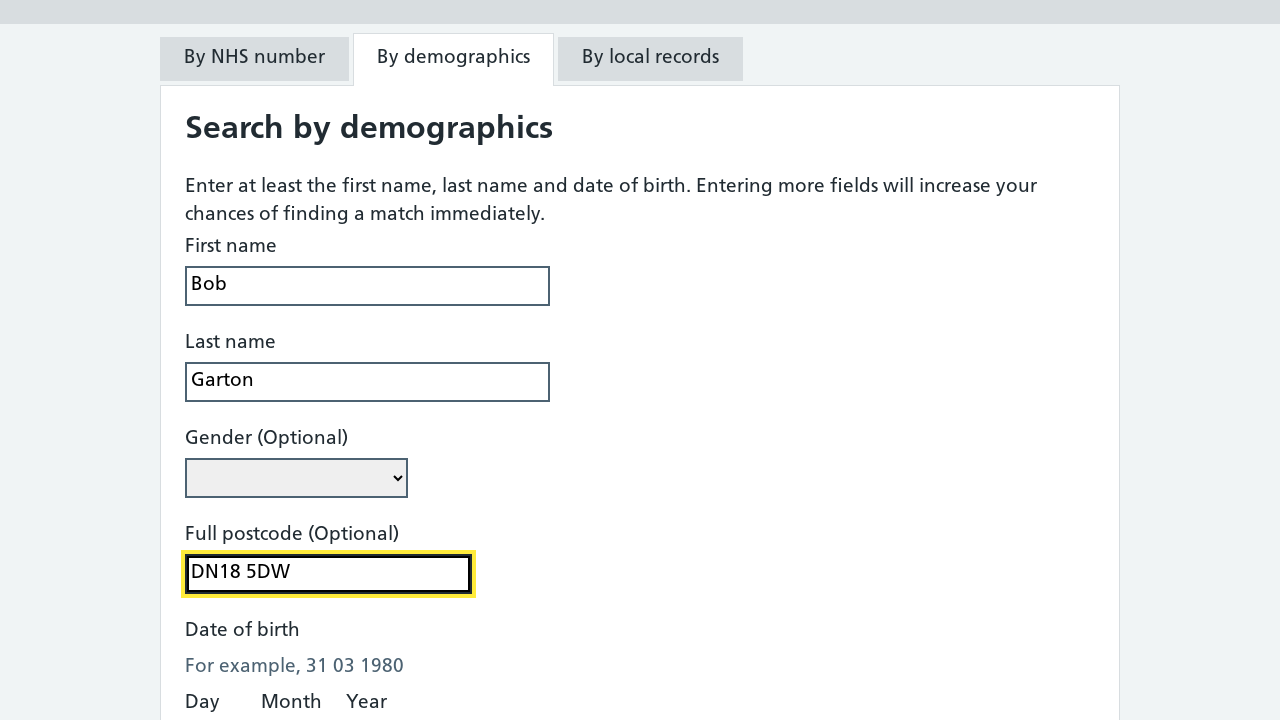 By NHS number
By demographics
By local records
Search by demographics
Enter at least the first name, last name and date of birth. Entering more fields will increase your
chances of finding a match immediately.
First name
Bob
Last name
Garton
Gender (Optional)
Full postcode (Optional)
DN18 5DW
Date of birth
For example, 31 03 1980
Day Month Year